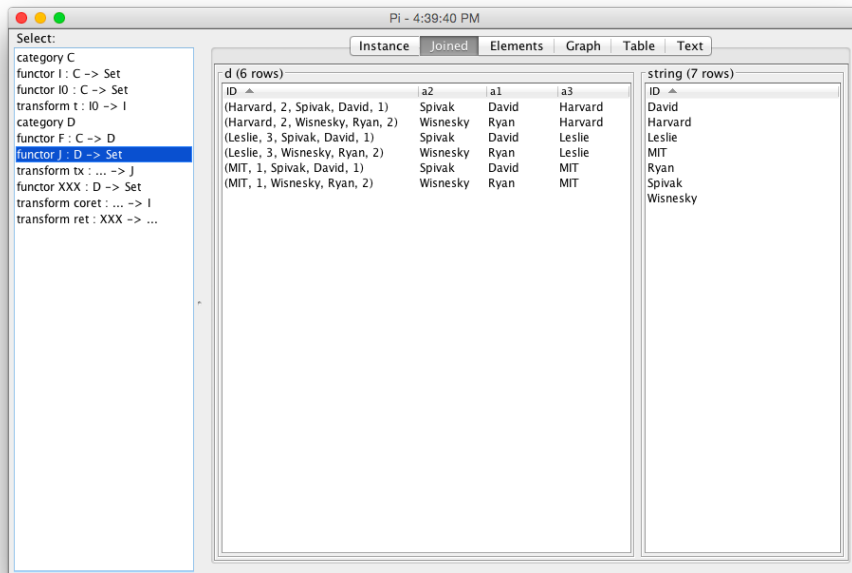 Pi - 4:39:40 PM
Select:
category C
functor I : C -> Set
functor I0 : C -> Set
transform t : I0 -> I
category D
functor F : C -> D
functor J : D -> Set
transform tx : ... -> J
functor XXX : D -> Set
transform coret : ... -> I
transform ret : XXX -> ...
Instance Joined Elements Graph Table Text
d (6 rows)
ID a2 a1 a3
(Harvard, 2, Spivak, David, 1) Spivak David Harvard
(Harvard, 2, Wisnesky, Ryan, 2) Wisnesky Ryan Harvard
(Leslie, 3, Spivak, David, 1) Spivak David Leslie
(Leslie, 3, Wisnesky, Ryan, 2) Wisnesky Ryan Leslie
(MIT, 1, Spivak, David, 1) Spivak David MIT
(MIT, 1, Wisnesky, Ryan, 2) Wisnesky Ryan MIT
string (7 rows)
ID
David
Harvard
Leslie
MIT
Ryan
Spivak
Wisnesky